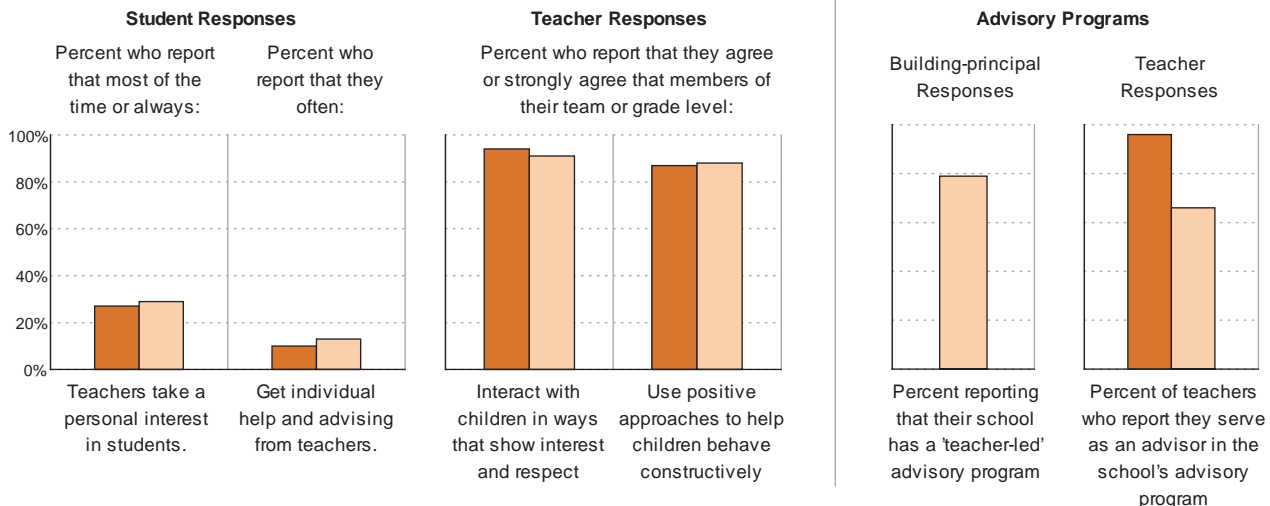 Student Responses
Percent who report
that most of the
time or always:
Percent who
report that they
often:
100%
80%
60%
40%
20%
0%
Teachers take a
personal interest
in students.
Get individual
help and advising
from teachers.
Teacher Responses
Percent who report that they agree
or strongly agree that members of
their team or grade level:
Interact with
children in ways
that show interest
and respect
Use positive
approaches to help
children behave
constructively
Advisory Programs
Building-principal
Responses
Percent reporting
that their school
has a 'teacher-led'
advisory program
Teacher
Responses
Percent of teachers
who report they serve
as an advisor in the
school's advisory
program